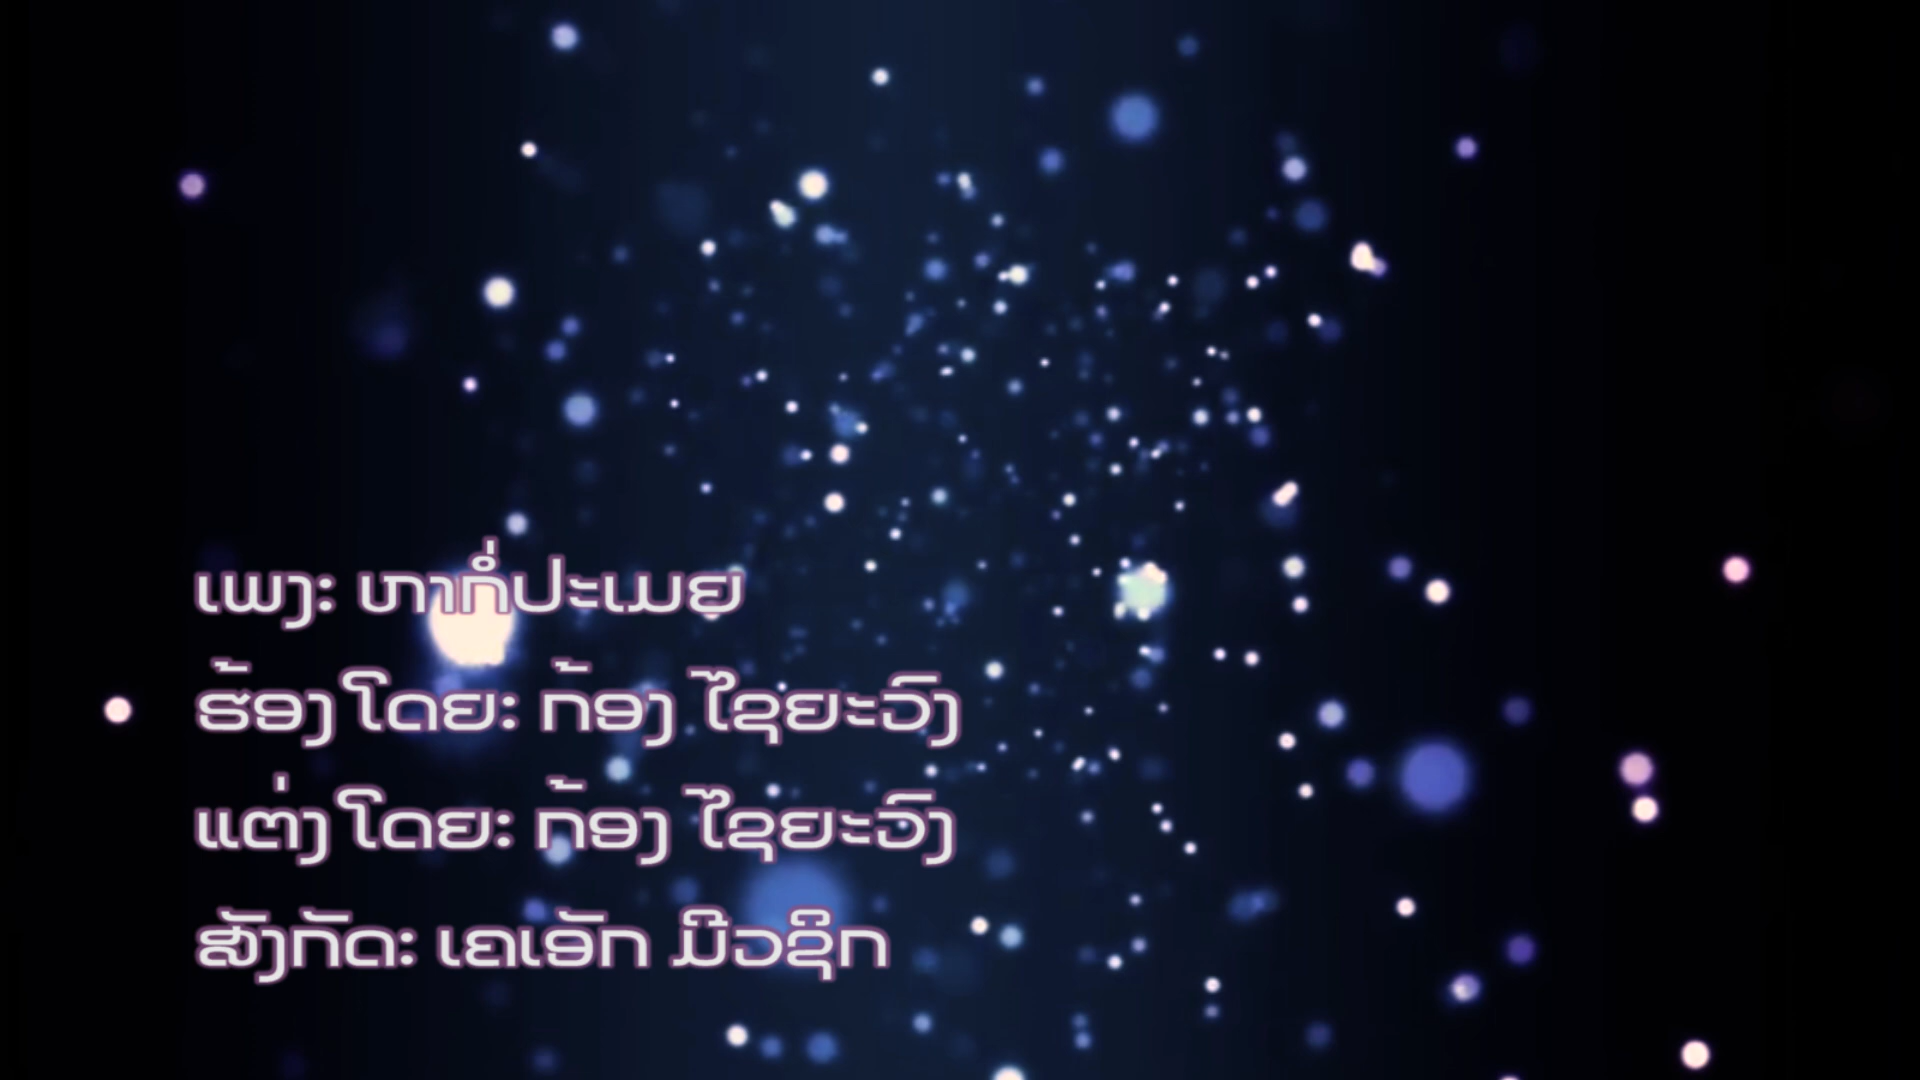 ເພງ: ຫາກໍ່ປະເມຍ
ຮ້ອງໂດຍ: ກ້ອງ ໄຊຍະວົງ
ແຕ່ງໂດຍ: ກ້ອງ ໄຊຍະວົງ
ສັງກັດ: ເຄເອັກ ມິວຊິກ